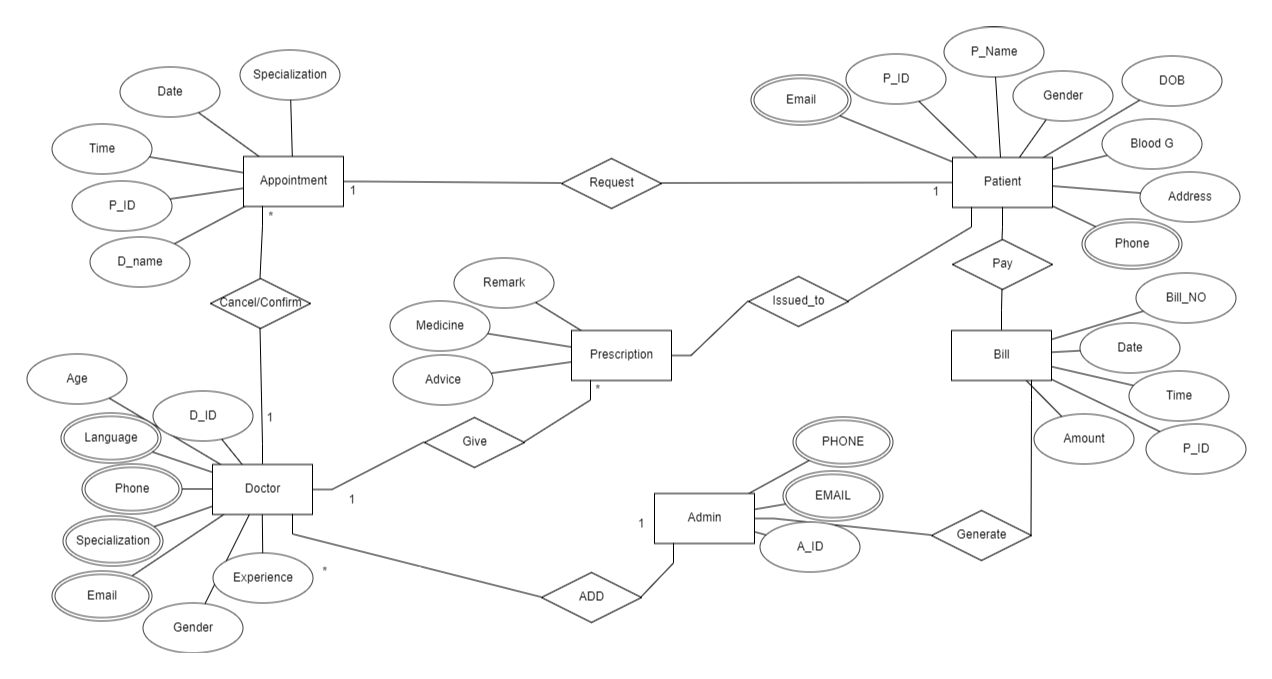 P_Name
Specialization
P_ID
DOB
Date
Email
Gender
Time
Blood G
Appointment
Request
Patient
1
1
Address
P_ID
*
Phone
D_name
Pay
Remark
Cancel/Confirm
Issued_to
Bill_NO
Medicine
Prescription
Bill
Date
Age
Advice
*
Time
D_ID
1
Language
Give
PHONE
Amount
P_ID
Phone
Doctor
1
EMAIL
Admin
1
Generate
Specialization
A_ID
Experience
*
Email
ADD
Gender